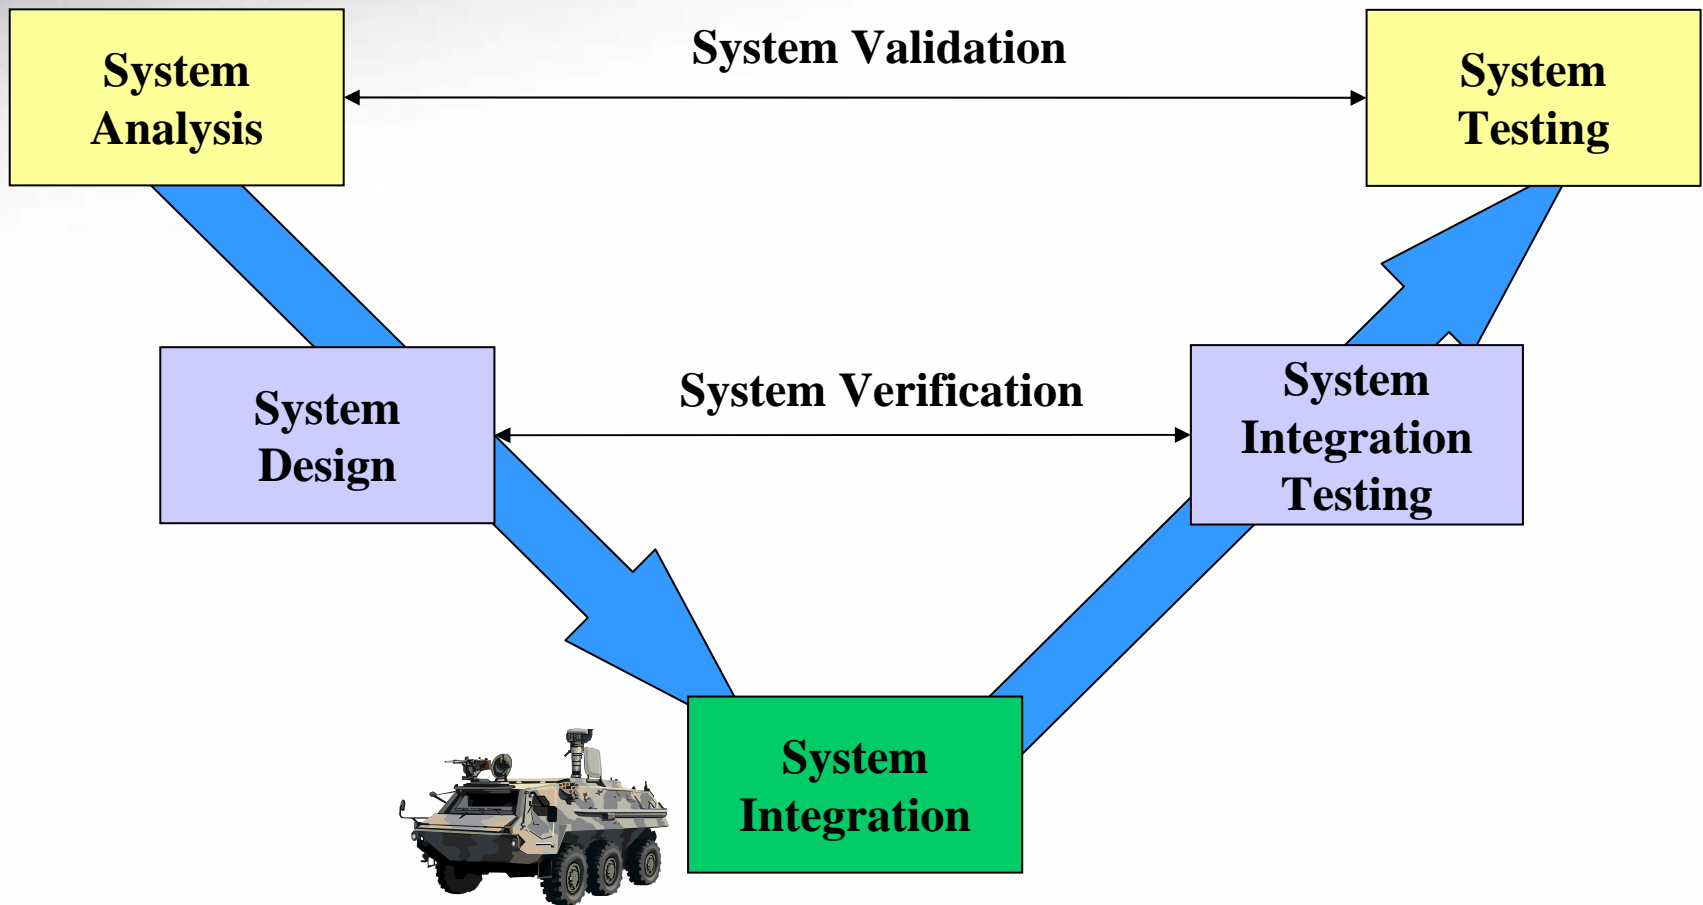 System
Analysis
System Validation
System
Testing
System
Design
System Verification
System
Integration
Testing
System
Integration